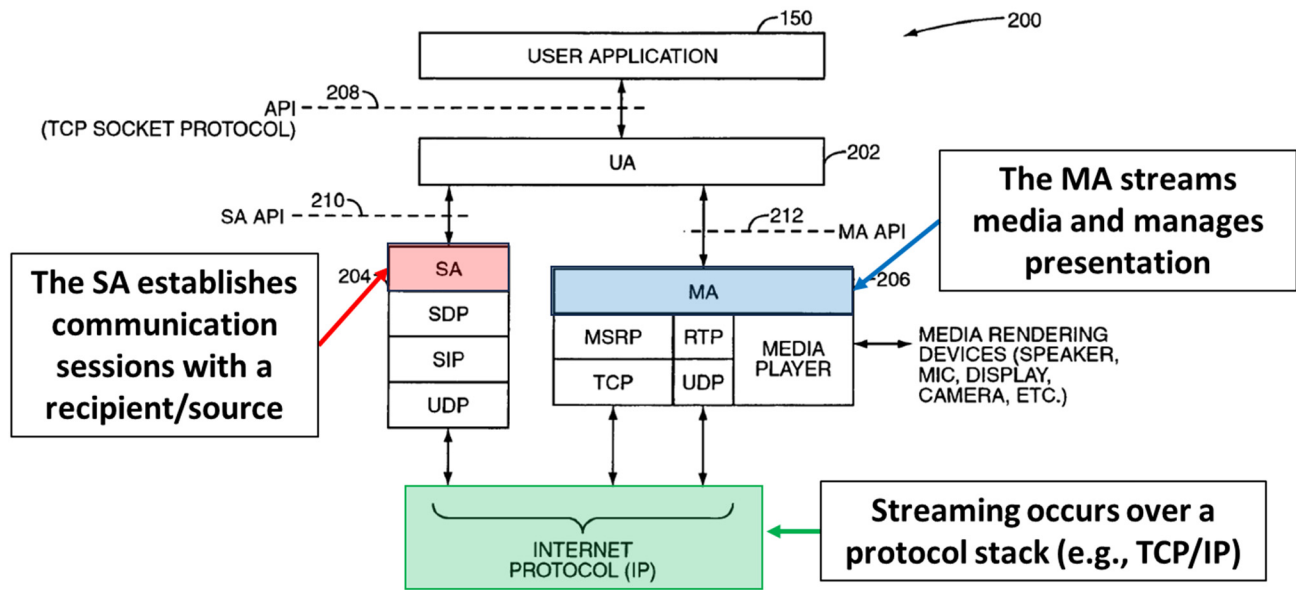 150
200
USER APPLICATION
208
API
(TCP SOCKET PROTOCOL)
UA
202
210
SA API
212
MA API
The MA streams
media and manages
presentation
The SA establishes
communication
sessions with a
recipient/source
204
SA
SDP
SIP
UDP
206
MA
MSRP
RTP
TCP
UDP
MEDIA
PLAYER
MEDIA RENDERING
DEVICES (SPEAKER,
MIC, DISPLAY,
CAMERA, ETC.)
INTERNET
PROTOCOL (IP)
Streaming occurs over a
protocol stack (e.g., TCP/IP)